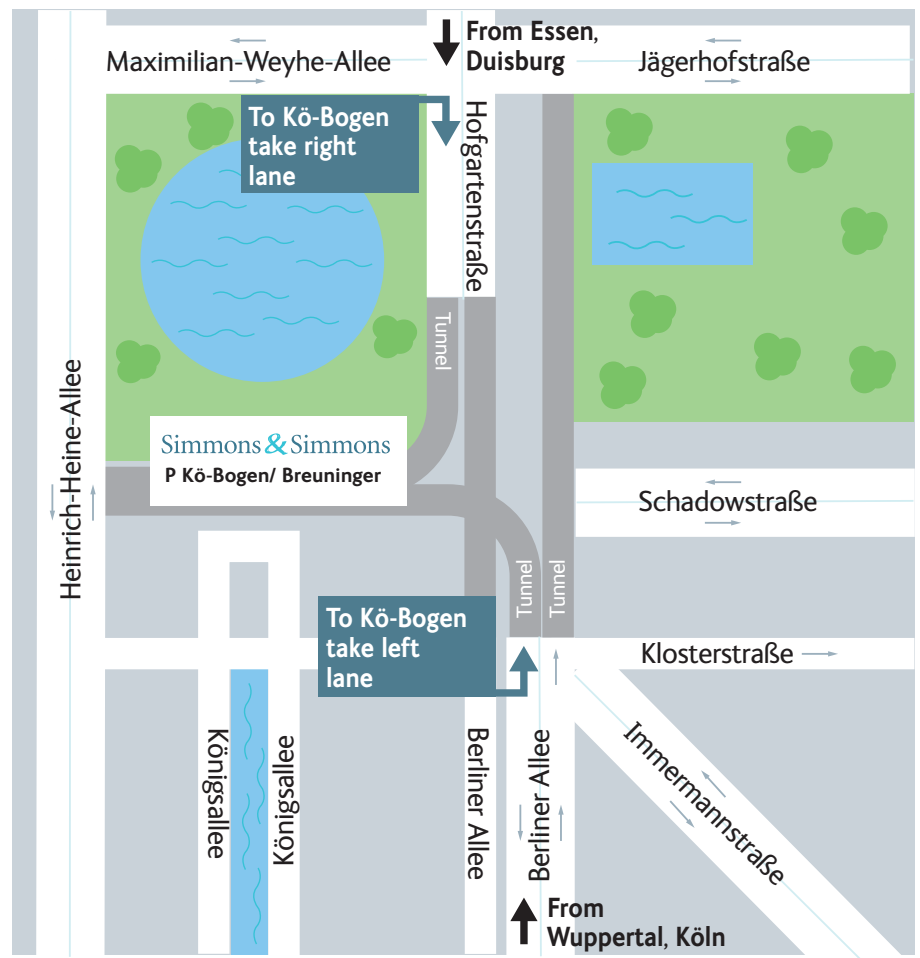 From Essen,
Duisburg
Maximilian-Weyhe-Allee
Jägerhofstraße
To Kö-Bogen
take right
lane
Hofgartenstraße
Tunnel
Heinrich-Heine-Allee
Simmons & Simmons
P Kö-Bogen/ Breuninger
Schadowstraße
Tunnel
Tunnel
To Kö-Bogen
take left
lane
Klosterstraße
Königsallee
Königsallee
Berliner Allee
Berliner Allee
Immermannstraße
From
Wuppertal, Köln